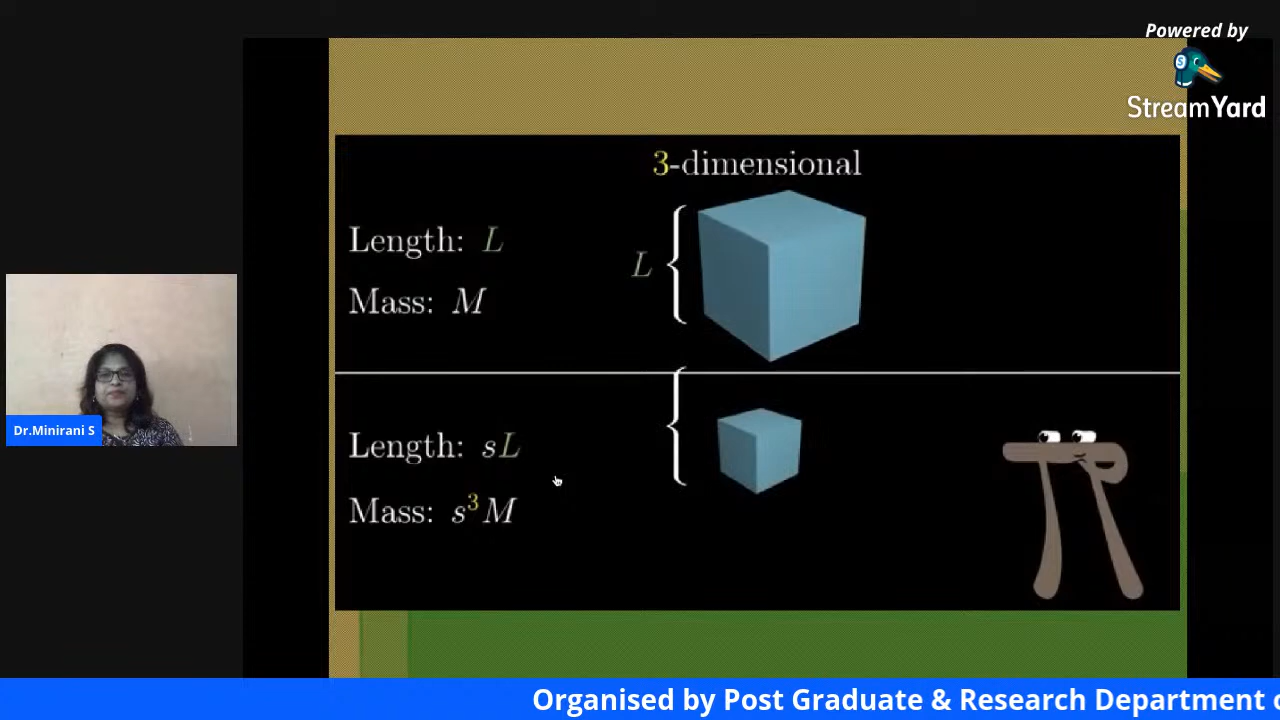 Powered by
StreamYard
3-dimensional
Length: L
Mass: M
L
Length: sL
Mass: s³M
Dr.Minirani S
Organised by Post Graduate & Research Department